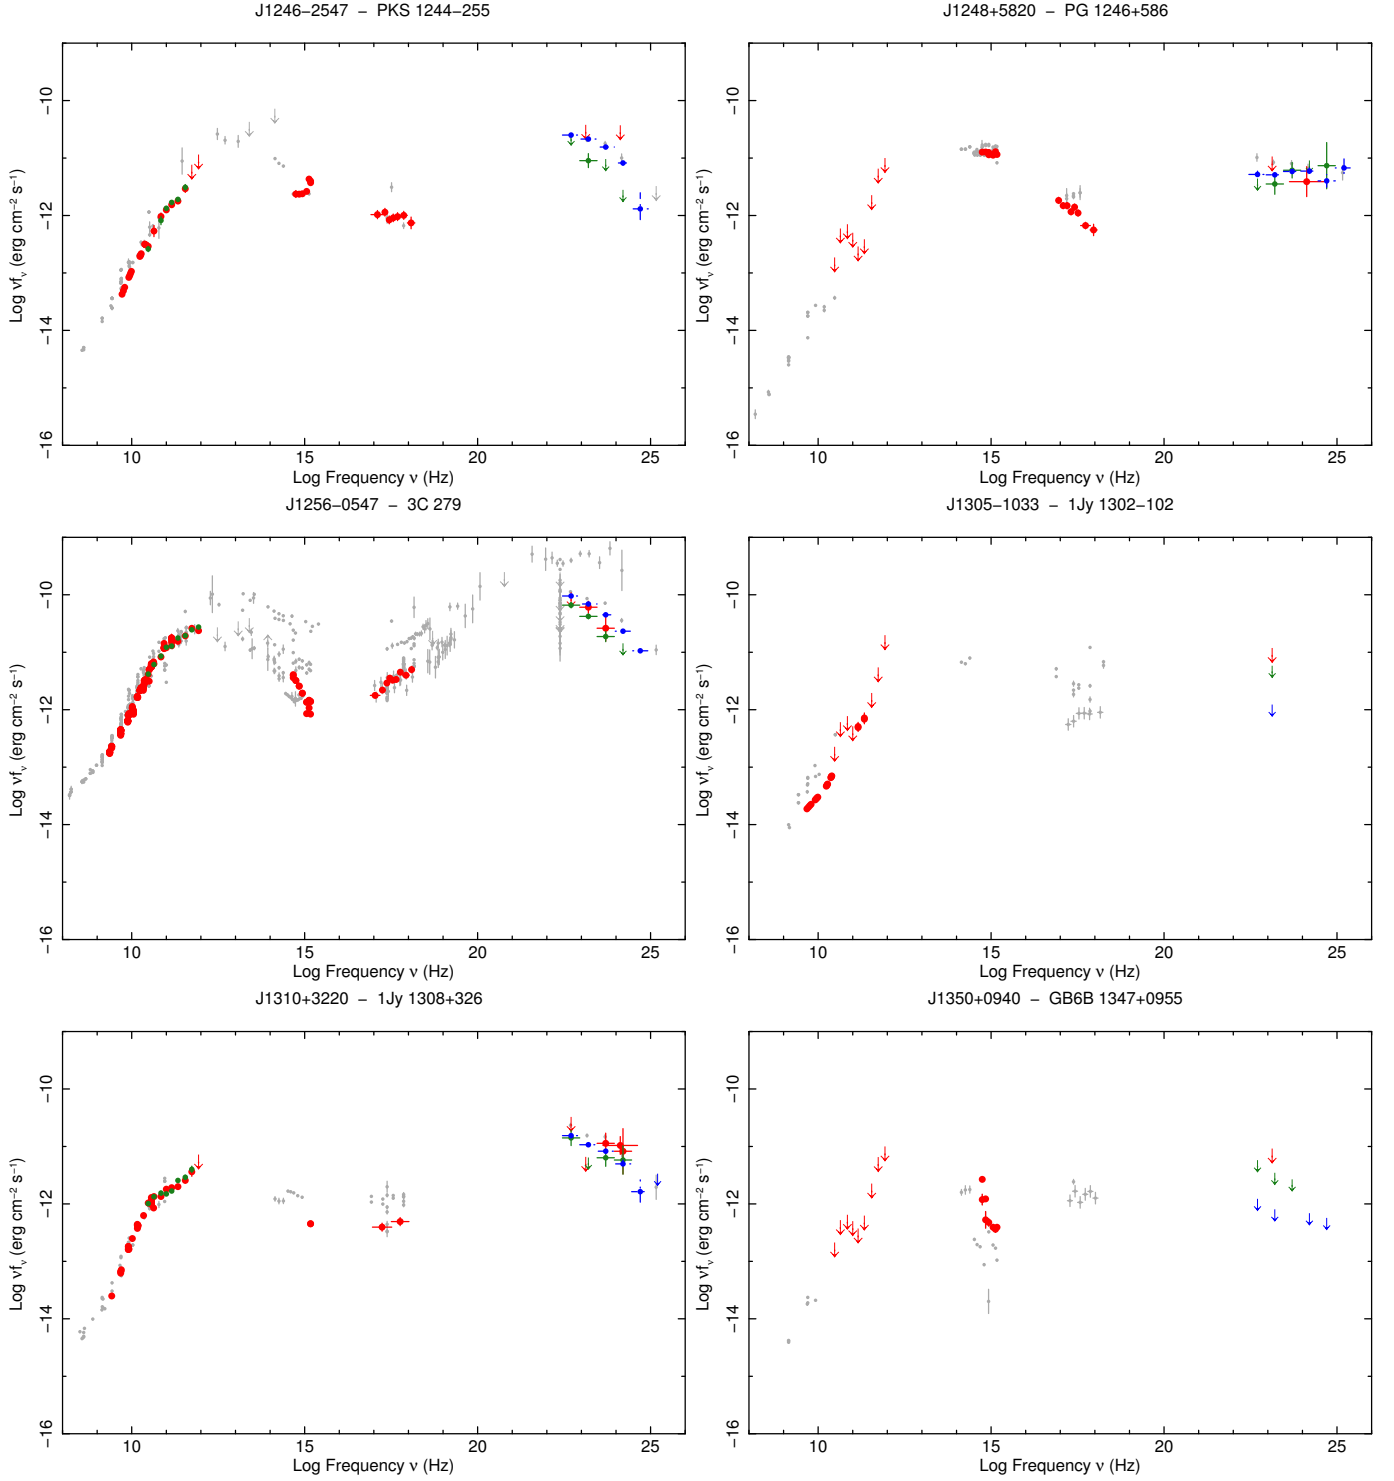 J1246−2547 − PKS 1244−255
J1248+5820 − PG 1246+586
Log νf_ν (erg cm⁻² s⁻¹)
−10
−12
−14
−16
10 15 20 25
Log Frequency ν (Hz)
Log νf_ν (erg cm⁻² s⁻¹)
−10
−12
−14
−16
10 15 20 25
Log Frequency ν (Hz)
J1256−0547 − 3C 279
J1305−1033 − 1Jy 1302−102
Log νf_ν (erg cm⁻² s⁻¹)
−10
−12
−14
−16
10 15 20 25
Log Frequency ν (Hz)
Log νf_ν (erg cm⁻² s⁻¹)
−10
−12
−14
−16
10 15 20 25
Log Frequency ν (Hz)
J1310+3220 − 1Jy 1308+326
J1350+0940 − GB6B 1347+0955
Log νf_ν (erg cm⁻² s⁻¹)
−10
−12
−14
−16
10 15 20 25
Log Frequency ν (Hz)
Log νf_ν (erg cm⁻² s⁻¹)
−10
−12
−14
−16
10 15 20 25
Log Frequency ν (Hz)